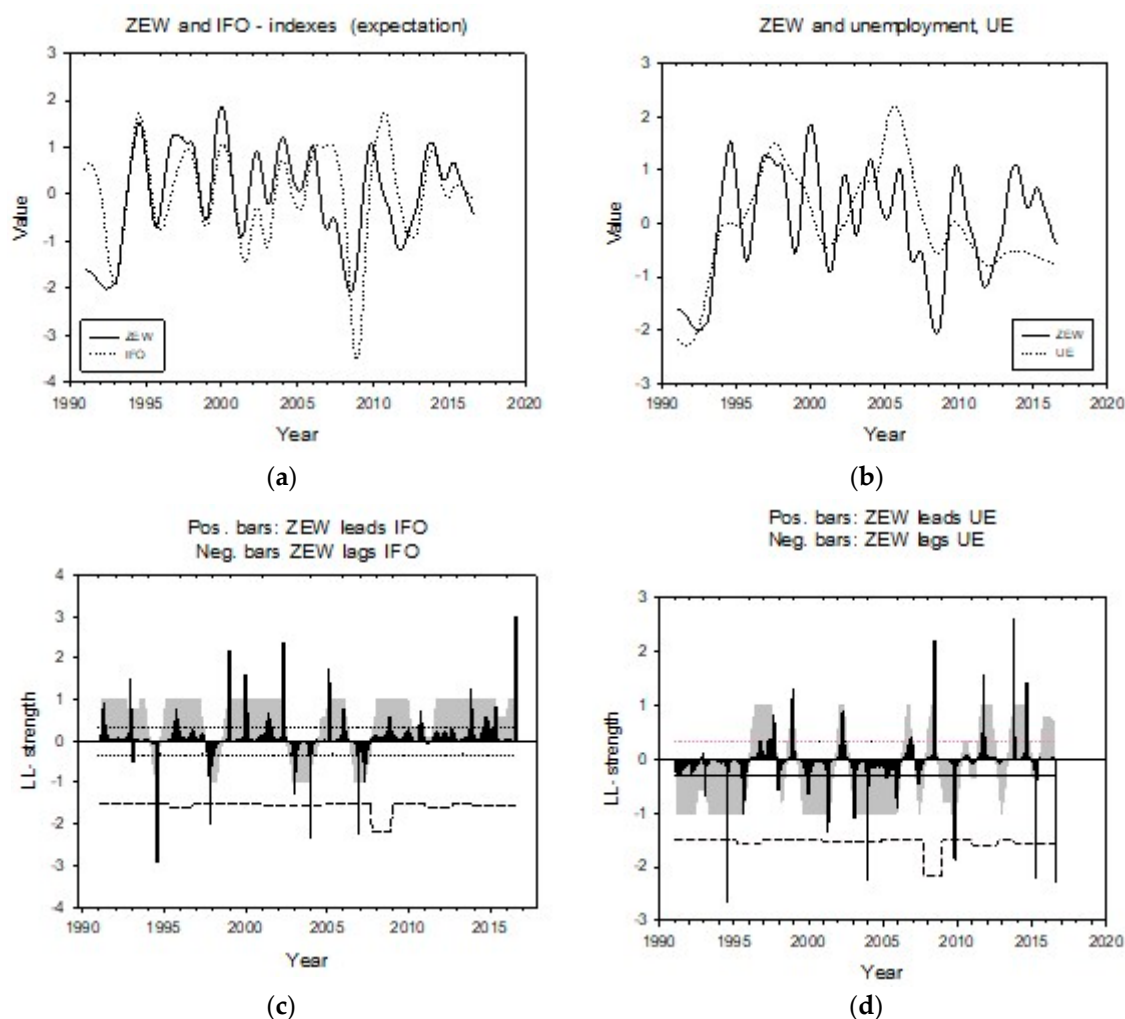 ZEW and IFO - indexes (expectation)
3
2
1
0
-1
-2
-3
-4
Value
ZEW
IFO
1990 1995 2000 2005 2010 2015 2020
Year
(a)
ZEW and unemployment, UE
3
2
1
0
-1
-2
-3
Value
ZEW
UE
1990 1995 2000 2005 2010 2015 2020
Year
(b)
Pos. bars: ZEW leads IFO
Neg. bars ZEW lags IFO
4
3
2
1
0
-1
-2
-3
-4
LL- strength
1990 1995 2000 2005 2010 2015
Year
(c)
Pos. bars: ZEW leads UE
Neg. bars: ZEW lags UE
3
2
1
0
-1
-2
-3
LL- strength
1990 1995 2000 2005 2010 2015 2020
Year
(d)